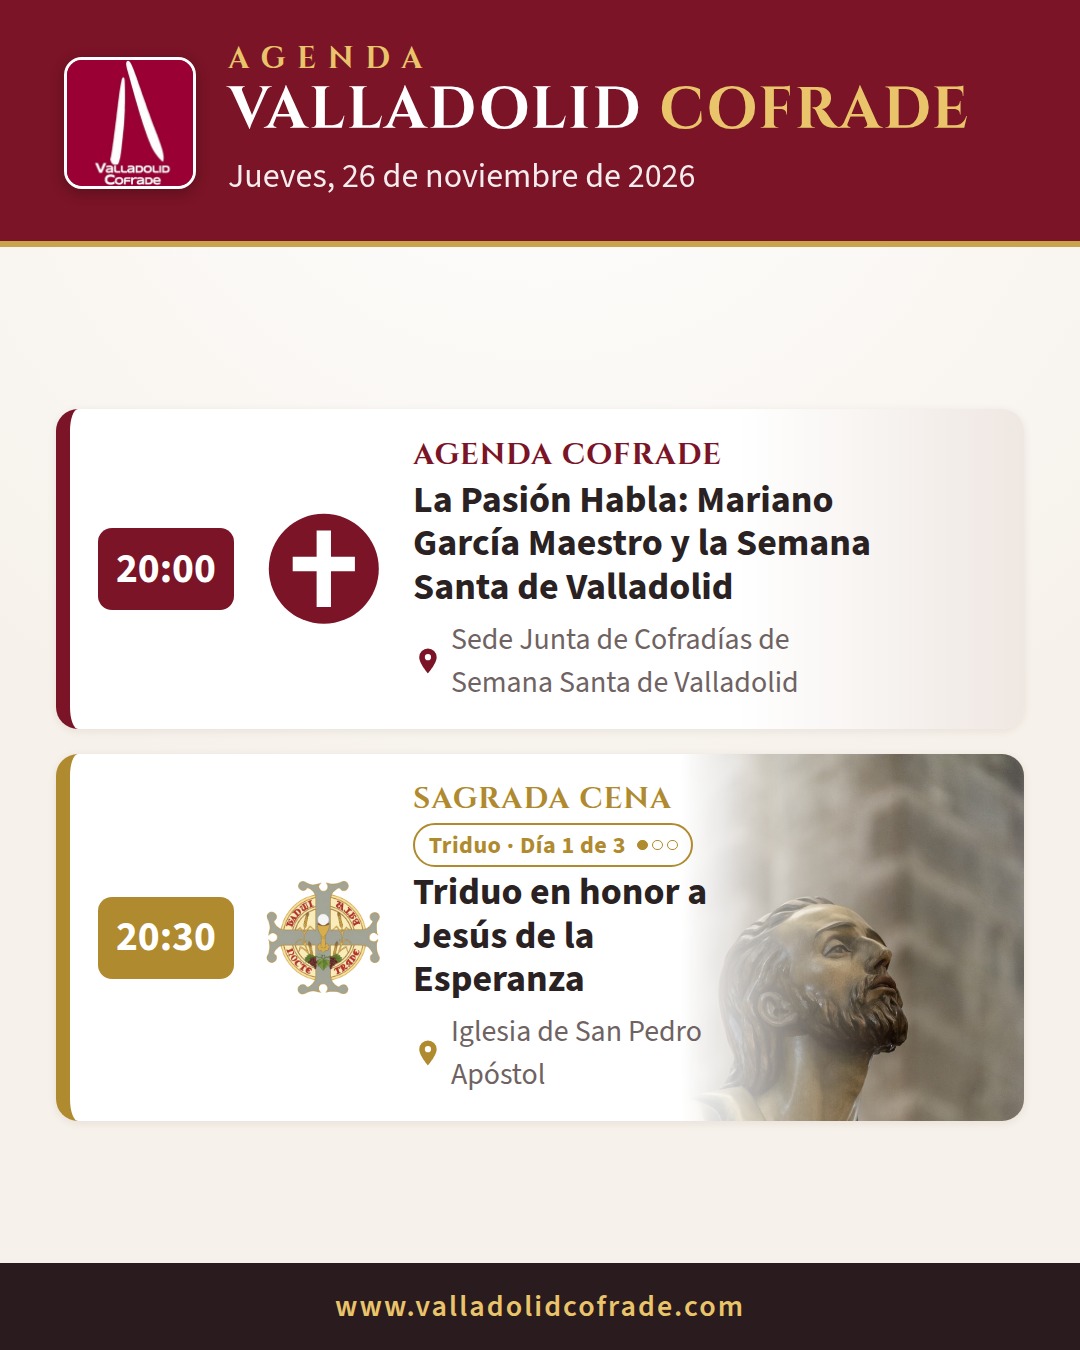 AGENDA
VALLADOLID COFRADE
Jueves, 26 de noviembre de 2026
Valladolid
Cofrade
AGENDA COFRADE
20:00
La Pasión Habla: Mariano
García Maestro y la Semana
Santa de Valladolid
Sede Junta de Cofradías de
Semana Santa de Valladolid
SAGRADA CENA
Triduo · Día 1 de 3
20:30
Triduo en honor a
Jesús de la
Esperanza
Iglesia de San Pedro
Apóstol
www.valladolidcofrade.com